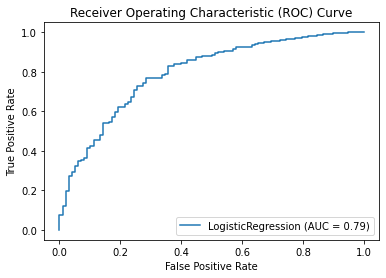 Receiver Operating Characteristic (ROC) Curve
True Positive Rate
1.0
0.8
0.6
0.4
0.2
0.0
LogisticRegression (AUC = 0.79)
0.0 0.2 0.4 0.6 0.8 1.0
False Positive Rate